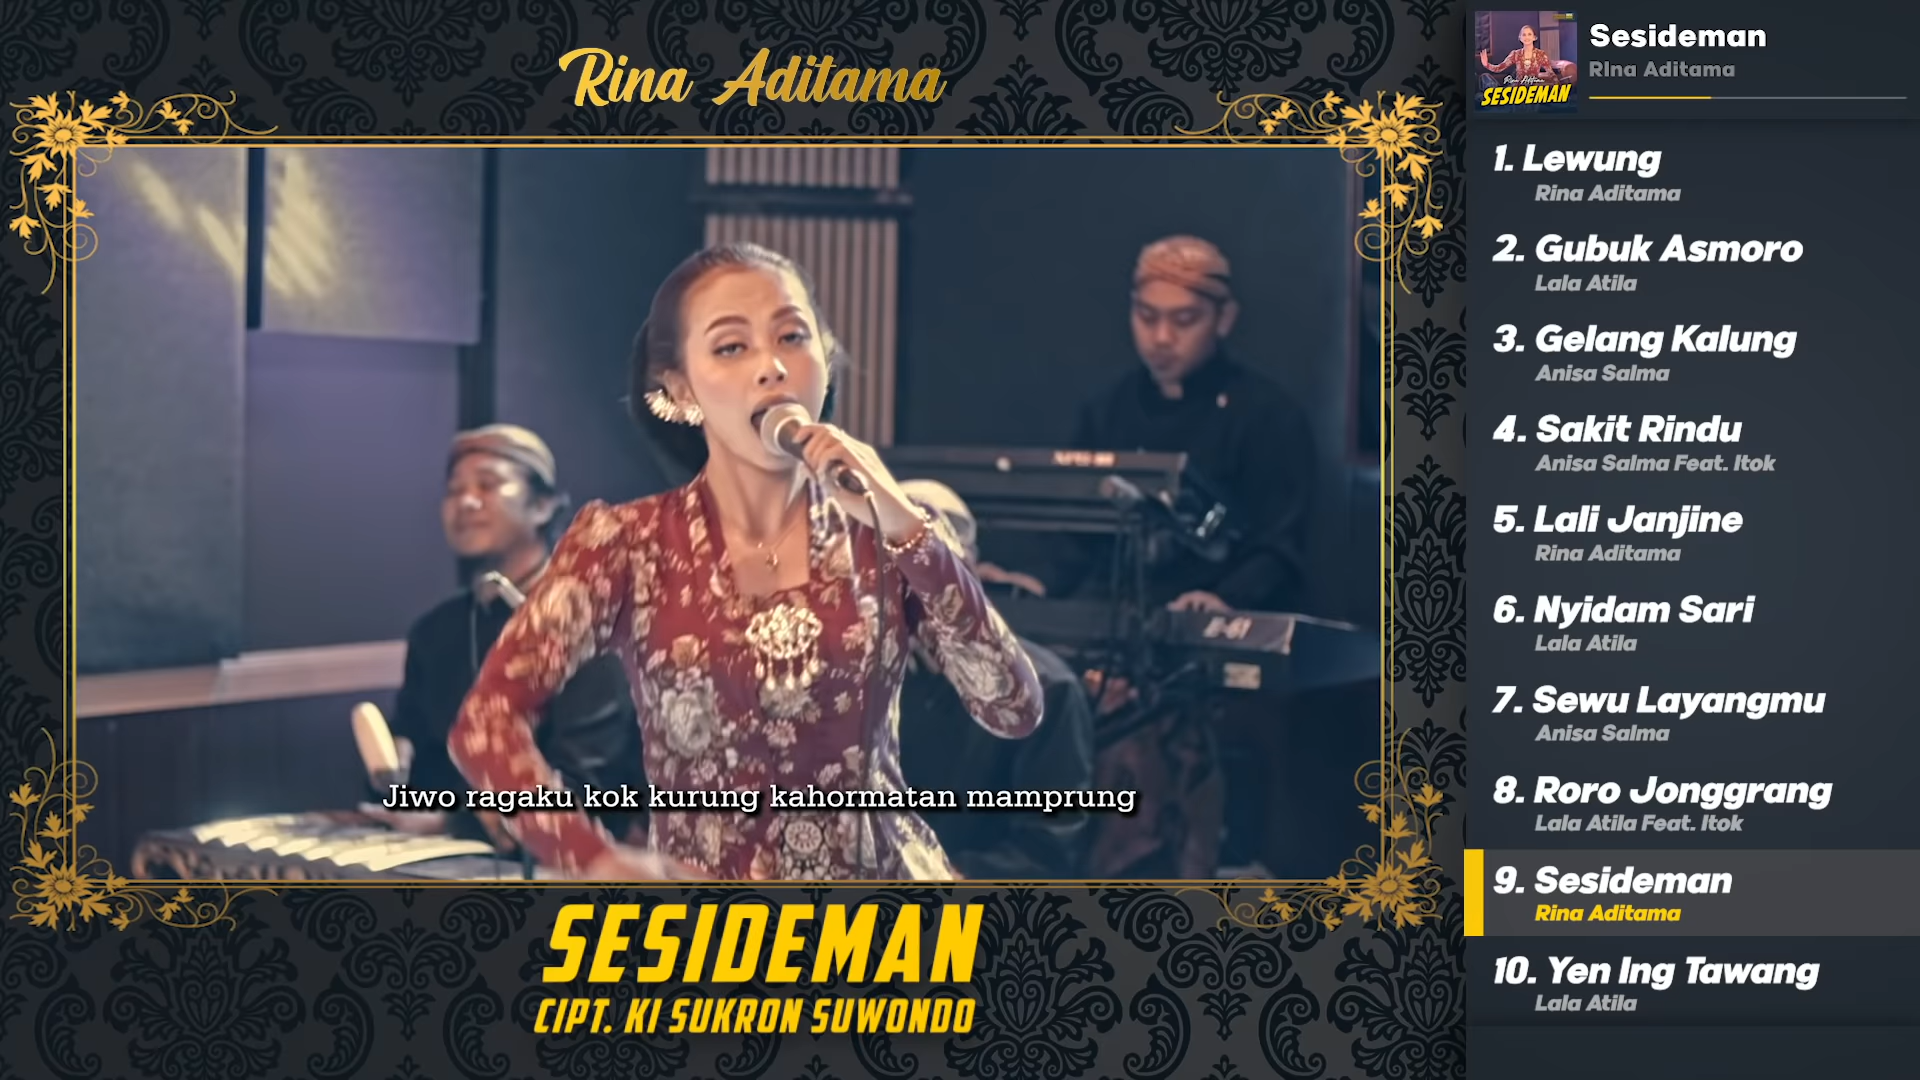 Rina Aditama
Jiwo ragaku kok kurung kahormatan mamprung
SESIDEMAN
CIPT. KI SUKRON SUWONDO
Sesideman
RIna Aditama
SESIDEMAN
1. Lewung
Rina Aditama
2. Gubuk Asmoro
Lala Atila
3. Gelang Kalung
Anisa Salma
4. Sakit Rindu
Anisa Salma Feat. Itok
5. Lali Janjine
Rina Aditama
6. Nyidam Sari
Lala Atila
7. Sewu Layangmu
Anisa Salma
8. Roro Jonggrang
Lala Atila Feat. Itok
9. Sesideman
Rina Aditama
10. Yen Ing Tawang
Lala Atila